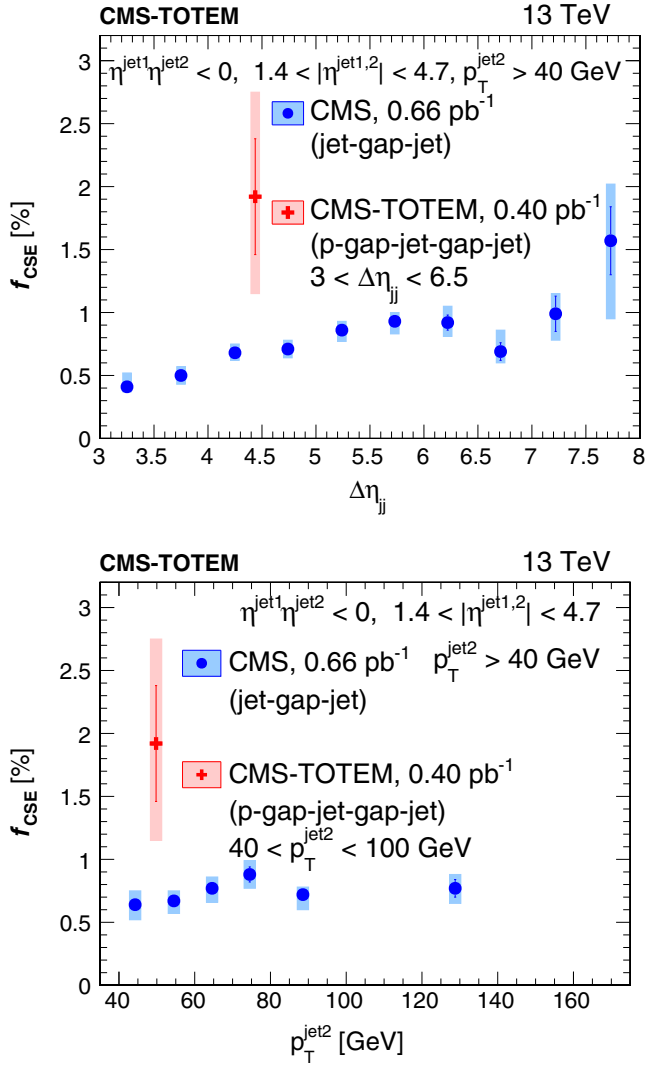 CMS-TOTEM 13 TeV
η^jet1 η^jet2 < 0, 1.4 < |η^jet1,2| < 4.7, p_T^jet2 > 40 GeV
CMS, 0.66 pb⁻¹
(jet-gap-jet)
CMS-TOTEM, 0.40 pb⁻¹
(p-gap-jet-gap-jet)
3 < Δη_jj < 6.5
f_CSE [%]
3
2.5
2
1.5
1
0.5
0
3 3.5 4 4.5 5 5.5 6 6.5 7 7.5 8
Δη_jj
CMS-TOTEM 13 TeV
η^jet1 η^jet2 < 0, 1.4 < |η^jet1,2| < 4.7
CMS, 0.66 pb⁻¹ p_T^jet2 > 40 GeV
(jet-gap-jet)
CMS-TOTEM, 0.40 pb⁻¹
(p-gap-jet-gap-jet)
40 < p_T^jet2 < 100 GeV
f_CSE [%]
3
2.5
2
1.5
1
0.5
0
40 60 80 100 120 140 160
p_T^jet2 [GeV]